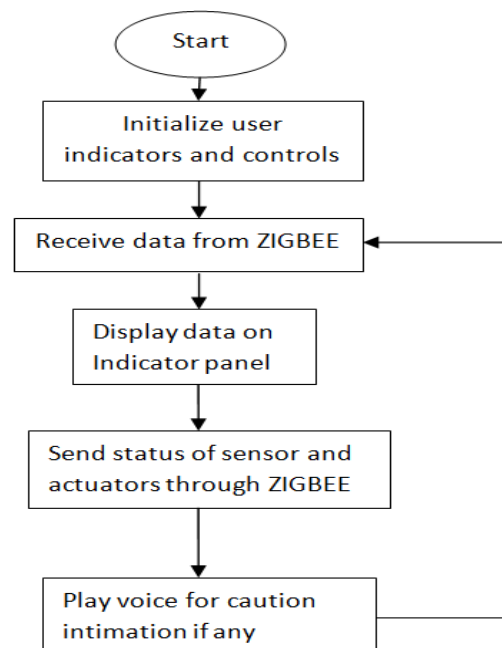 Start
Initialize user
indicators and controls
Receive data from ZIGBEE
Display data on
Indicator panel
Send status of sensor and
actuators through ZIGBEE
Play voice for caution
intimation if any